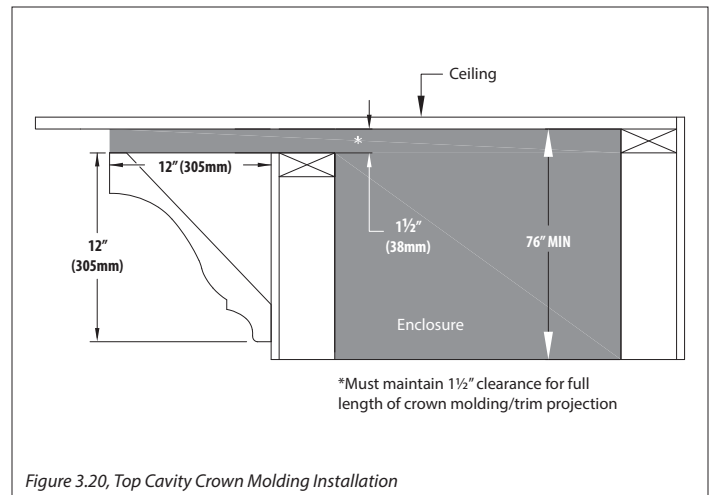 Ceiling
*
12” (305mm)
12”
(305mm)
1½”
(38mm)
76” MIN
Enclosure
*Must maintain 1½” clearance for full
length of crown molding/trim projection
Figure 3.20, Top Cavity Crown Molding Installation